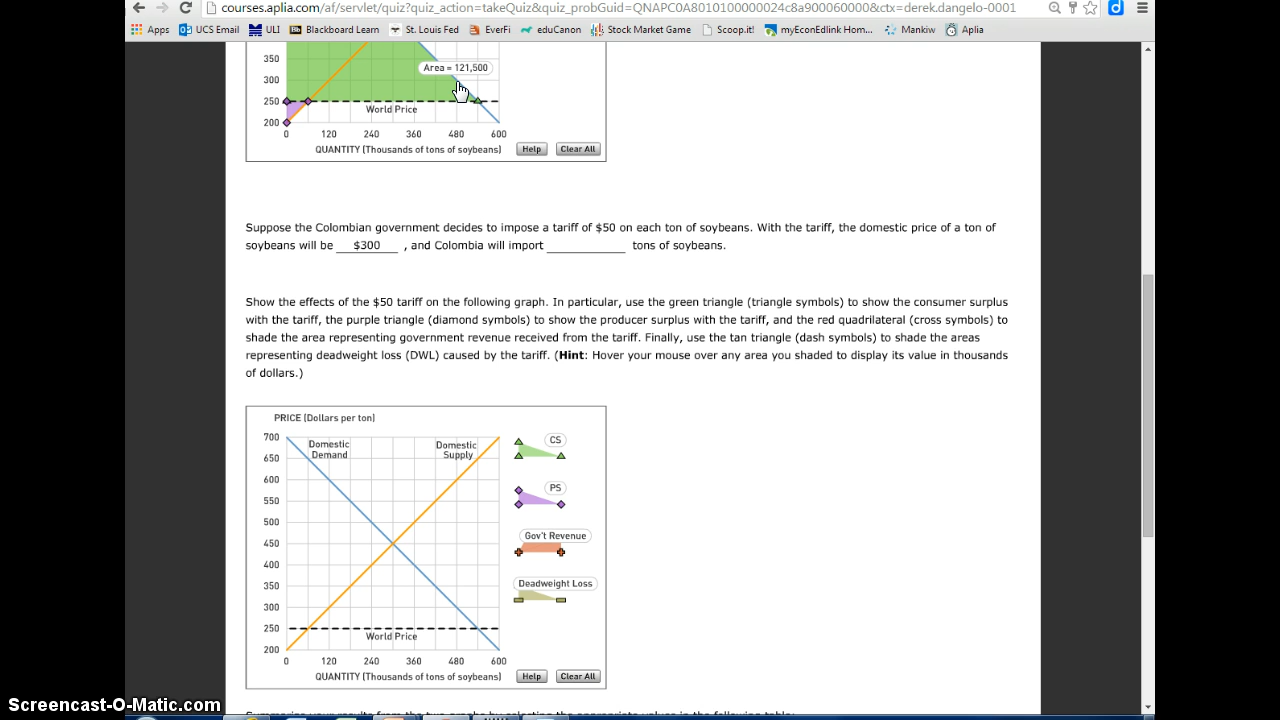 courses.aplia.com/af/servlet/quiz?quiz_action=takeQuiz&quiz_probGuid=QNAPC0A8010100000024c8a900060000&ctx=derek.dangelo-0001
Apps UCS Email ULI Blackboard Learn St. Louis Fed EverFi eduCanon Stock Market Game Scoop.it! myEconEdlink Hom... Mankiw Aplia
350
Area = 121,500
300
250
World Price
200
0 120 240 360 480 600
QUANTITY (Thousands of tons of soybeans)
Help Clear All
Suppose the Colombian government decides to impose a tariff of $50 on each ton of soybeans. With the tariff, the domestic price of a ton of
soybeans will be $300 , and Colombia will import ____________ tons of soybeans.
Show the effects of the $50 tariff on the following graph. In particular, use the green triangle (triangle symbols) to show the consumer surplus
with the tariff, the purple triangle (diamond symbols) to show the producer surplus with the tariff, and the red quadrilateral (cross symbols) to
shade the area representing government revenue received from the tariff. Finally, use the tan triangle (dash symbols) to shade the areas
representing deadweight loss (DWL) caused by the tariff. (Hint: Hover your mouse over any area you shaded to display its value in thousands
of dollars.)
PRICE (Dollars per ton)
700
Domestic Demand
Domestic Supply
CS
650
600
550
PS
500
450
Gov't Revenue
400
350
Deadweight Loss
300
250
World Price
200
0 120 240 360 480 600
QUANTITY (Thousands of tons of soybeans)
Help Clear All
Screencast-O-Matic.com